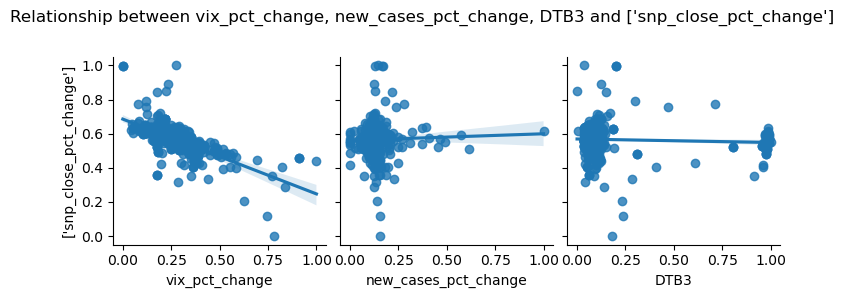 Relationship between vix_pct_change, new_cases_pct_change, DTB3 and ['snp_close_pct_change']
['snp_close_pct_change']
1.0
0.8
0.6
0.4
0.2
0.0
0.00 0.25 0.50 0.75 1.00
0.00 0.25 0.50 0.75 1.00
0.00 0.25 0.50 0.75 1.00
vix_pct_change
new_cases_pct_change
DTB3